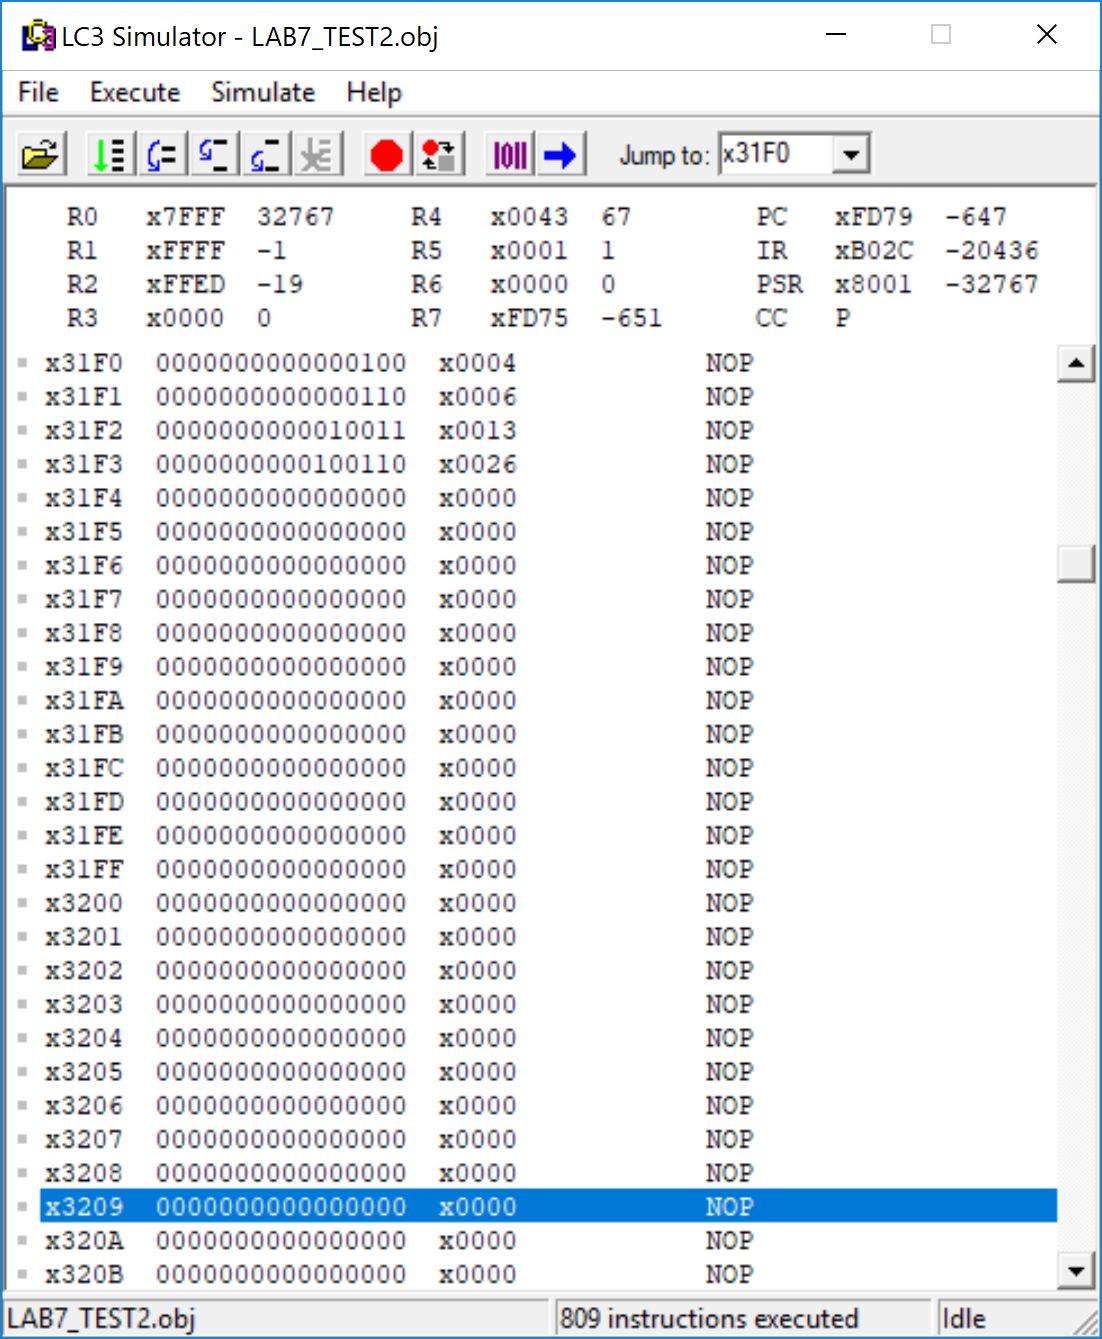 LC3 Simulator - LAB7_TEST2.obj
File Execute Simulate Help
Jump to: x31F0
R0 x7FFF 32767 R4 x0043 67 PC xFD79 -647
R1 xFFFF -1 R5 x0001 1 IR xB02C -20436
R2 xFFED -19 R6 x0000 0 PSR x8001 -32767
R3 x0000 0 R7 xFD75 -651 CC P
x31F0 0000000000000100 x0004 NOP
x31F1 0000000000000110 x0006 NOP
x31F2 0000000000010011 x0013 NOP
x31F3 0000000000100110 x0026 NOP
x31F4 0000000000000000 x0000 NOP
x31F5 0000000000000000 x0000 NOP
x31F6 0000000000000000 x0000 NOP
x31F7 0000000000000000 x0000 NOP
x31F8 0000000000000000 x0000 NOP
x31F9 0000000000000000 x0000 NOP
x31FA 0000000000000000 x0000 NOP
x31FB 0000000000000000 x0000 NOP
x31FC 0000000000000000 x0000 NOP
x31FD 0000000000000000 x0000 NOP
x31FE 0000000000000000 x0000 NOP
x31FF 0000000000000000 x0000 NOP
x3200 0000000000000000 x0000 NOP
x3201 0000000000000000 x0000 NOP
x3202 0000000000000000 x0000 NOP
x3203 0000000000000000 x0000 NOP
x3204 0000000000000000 x0000 NOP
x3205 0000000000000000 x0000 NOP
x3206 0000000000000000 x0000 NOP
x3207 0000000000000000 x0000 NOP
x3208 0000000000000000 x0000 NOP
x3209 0000000000000000 x0000 NOP
x320A 0000000000000000 x0000 NOP
x320B 0000000000000000 x0000 NOP
LAB7_TEST2.obj 809 instructions executed Idle